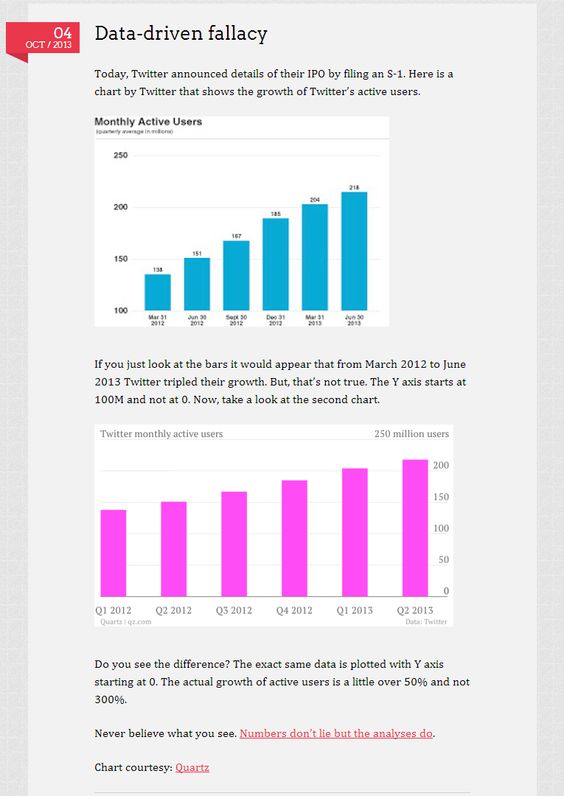 04
OCT / 2013
Data-driven fallacy
Today, Twitter announced details of their IPO by filing an S-1. Here is a
chart by Twitter that shows the growth of Twitter's active users.
Monthly Active Users
(quarterly average in millions)
250
200
150
100
138
151
167
185
204
218
Mar 31 2012
Jun 30 2012
Sept 30 2012
Dec 31 2012
Mar 31 2013
Jun 30 2013
If you just look at the bars it would appear that from March 2012 to June
2013 Twitter tripled their growth. But, that's not true. The Y axis starts at
100M and not at 0. Now, take a look at the second chart.
Twitter monthly active users
250 million users
200
150
100
50
0
Q1 2012
Q2 2012
Q3 2012
Q4 2012
Q1 2013
Q2 2013
Quartz | qz.com
Data: Twitter
Do you see the difference? The exact same data is plotted with Y axis
starting at 0. The actual growth of active users is a little over 50% and not
300%.
Never believe what you see. Numbers don't lie but the analyses do.
Chart courtesy: Quartz